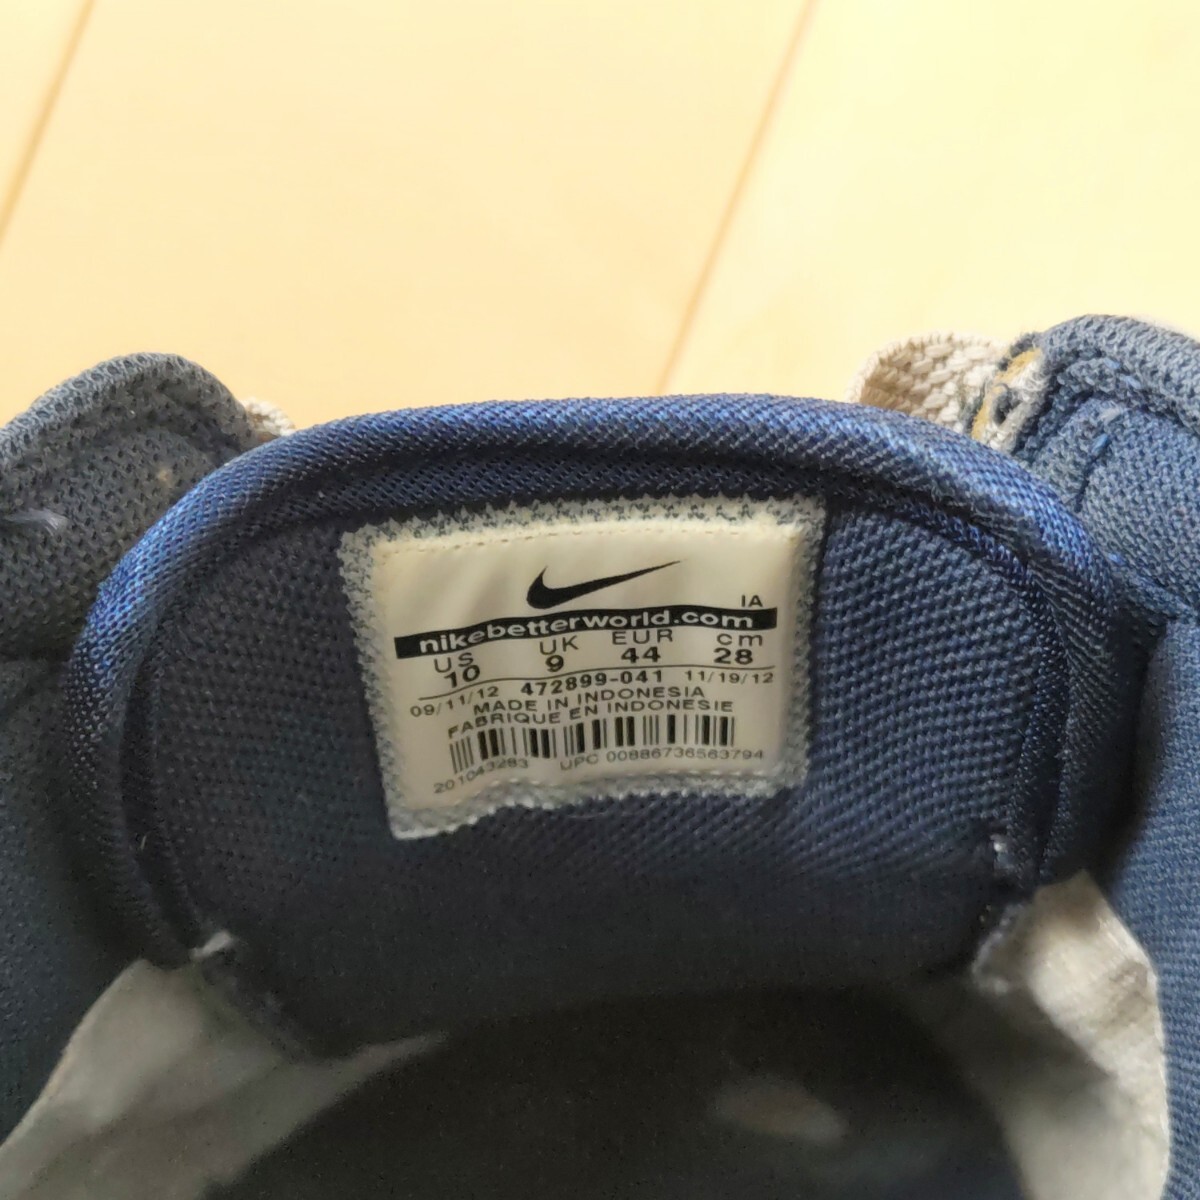 IA
nikebetterworld.com
US UK EUR cm
10 9 44 28
09/11/12 472899-041 11/19/12
MADE IN INDONESIA
FABRIQUE EN INDONESIE
201043283 UPC 00886736563794